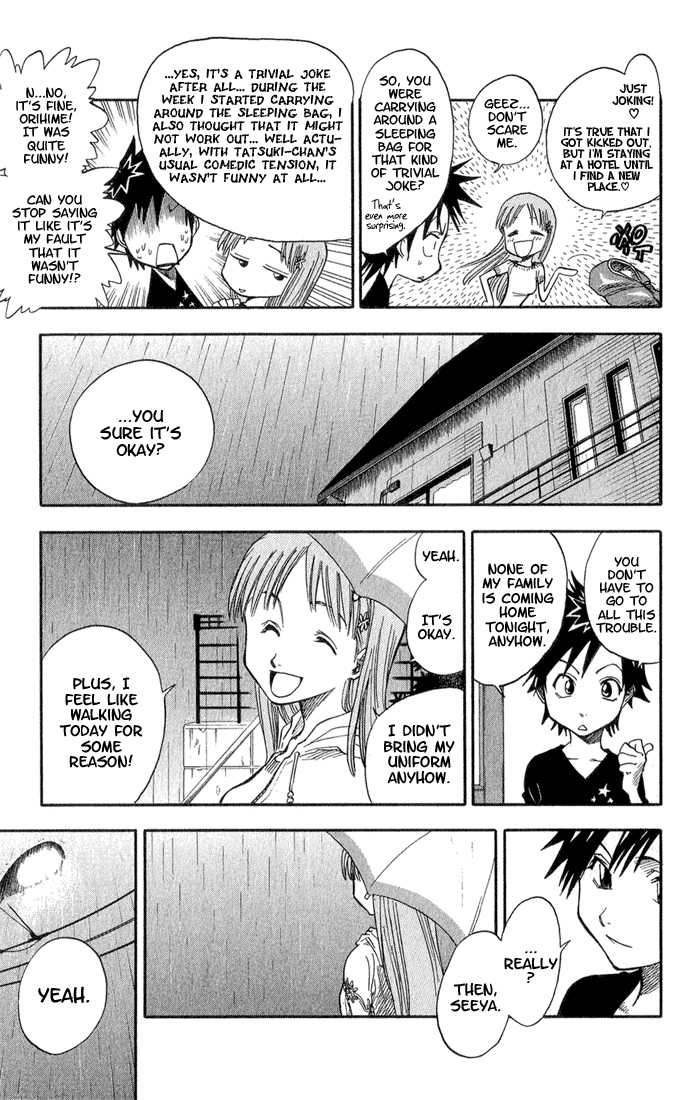 JUST
JOKING!♡
IT'S TRUE THAT I
GOT KICKED OUT,
BUT I'M STAYING
AT A HOTEL UNTIL
I FIND A NEW
PLACE.♡
GEEZ...
DON'T
SCARE
ME.
SO, YOU
WERE
CARRYING
AROUND A
SLEEPING
BAG FOR
THAT KIND
OF TRIVIAL
JOKE?
That's
even more
surprising.
...YES, IT'S A TRIVIAL JOKE
AFTER ALL... DURING THE
WEEK I STARTED CARRYING
AROUND THE SLEEPING BAG, I
ALSO THOUGHT THAT IT MIGHT
NOT WORK OUT... WELL ACTU-
ALLY, WITH TATSUKI-CHAN'S
USUAL COMEDIC TENSION, IT
WASN'T FUNNY AT ALL...
N...NO,
IT'S FINE,
ORIHIME!
IT WAS
QUITE
FUNNY!
CAN YOU
STOP SAYING
IT LIKE IT'S
MY FAULT
THAT IT
WASN'T
FUNNY!?
...YOU
SURE IT'S
OKAY?
YOU
DON'T
HAVE TO
GO TO
ALL THIS
TROUBLE.
NONE OF
MY FAMILY
IS COMING
HOME
TONIGHT,
ANYHOW.
YEAH.
IT'S
OKAY.
I DIDN'T
BRING MY
UNIFORM
ANYHOW.
PLUS, I
FEEL LIKE
WALKING
TODAY FOR
SOME
REASON!
...
REALLY
?
THEN,
SEEYA.
YEAH.